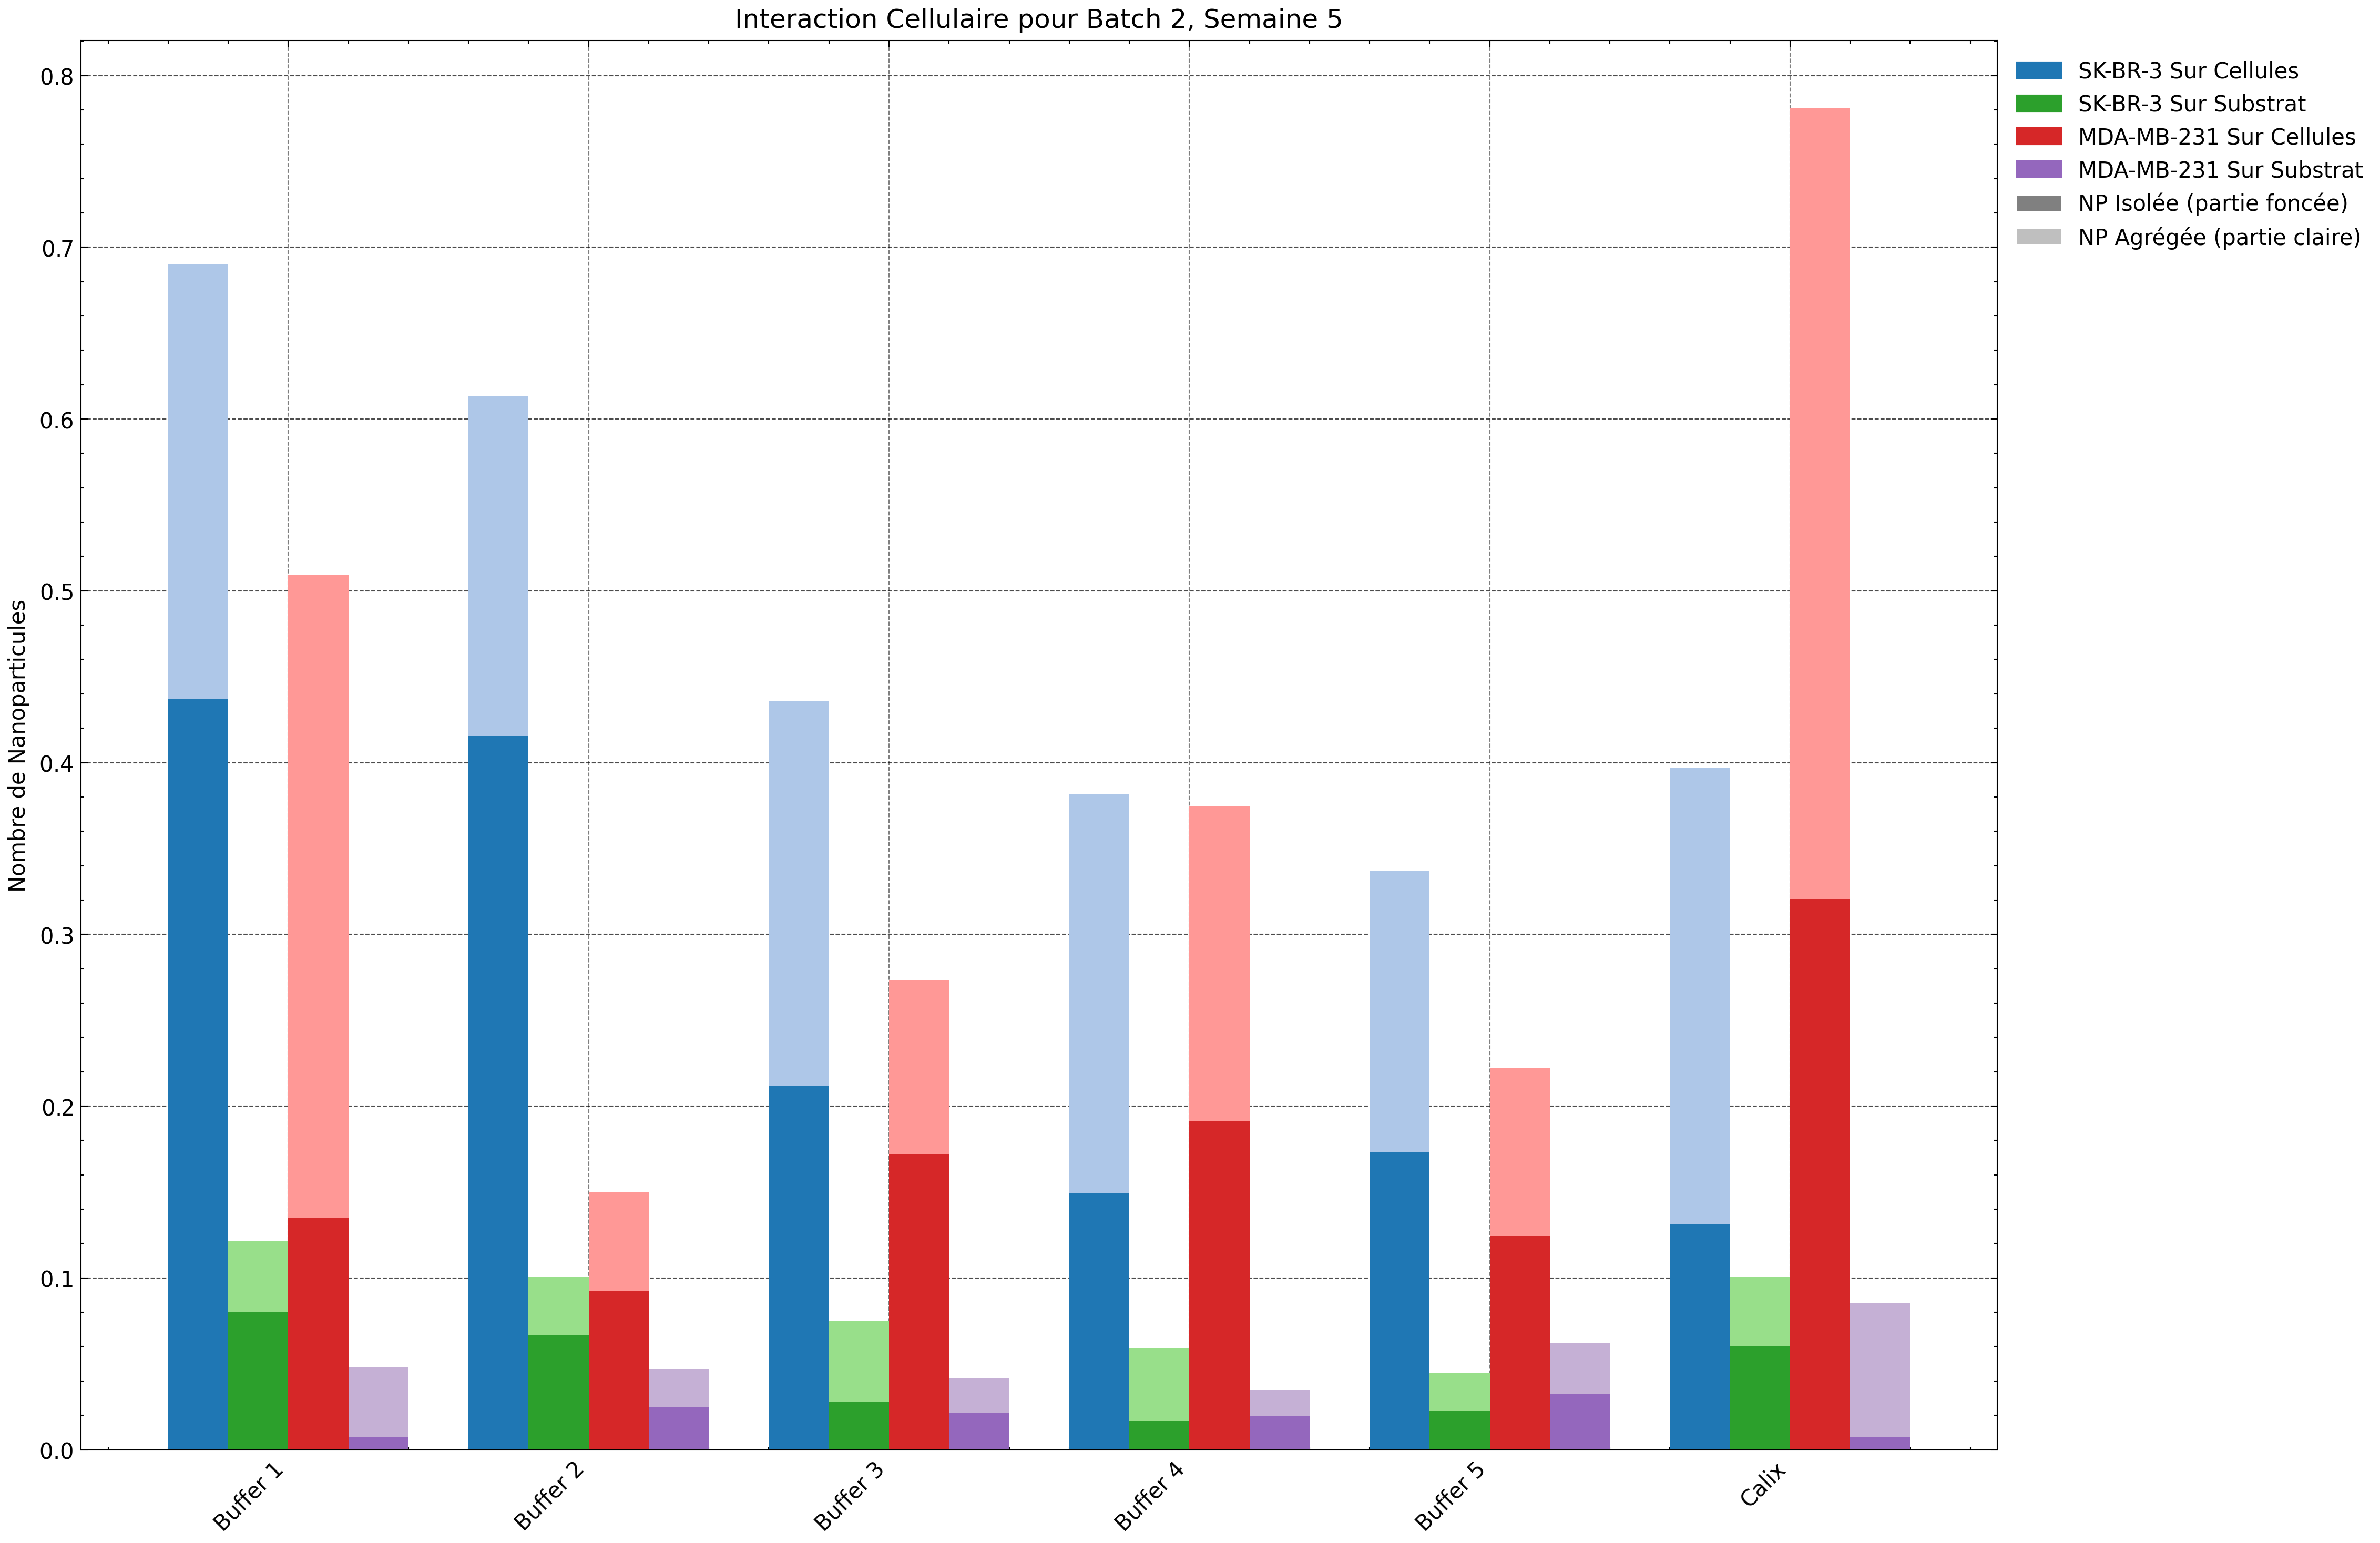 Interaction Cellulaire pour Batch 2, Semaine 5
SK-BR-3 Sur Cellules
SK-BR-3 Sur Substrat
MDA-MB-231 Sur Cellules
MDA-MB-231 Sur Substrat
NP Isolée (partie foncée)
NP Agrégée (partie claire)
Nombre de Nanoparticules
0.8
0.7
0.6
0.5
0.4
0.3
0.2
0.1
0.0
Buffer 1
Buffer 2
Buffer 3
Buffer 4
Buffer 5
Calix